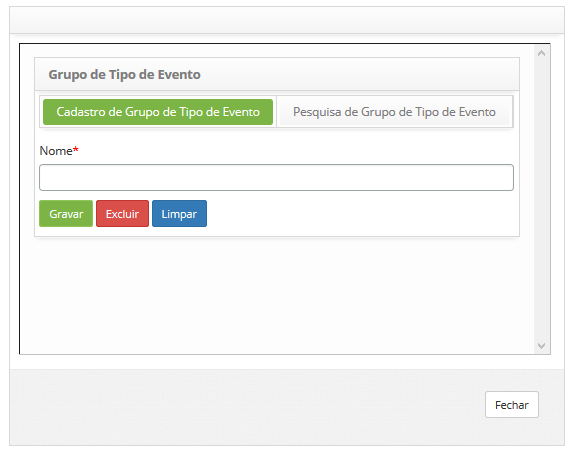 Grupo de Tipo de Evento
Cadastro de Grupo de Tipo de Evento Pesquisa de Grupo de Tipo de Evento
Nome*
Gravar Excluir Limpar
Fechar